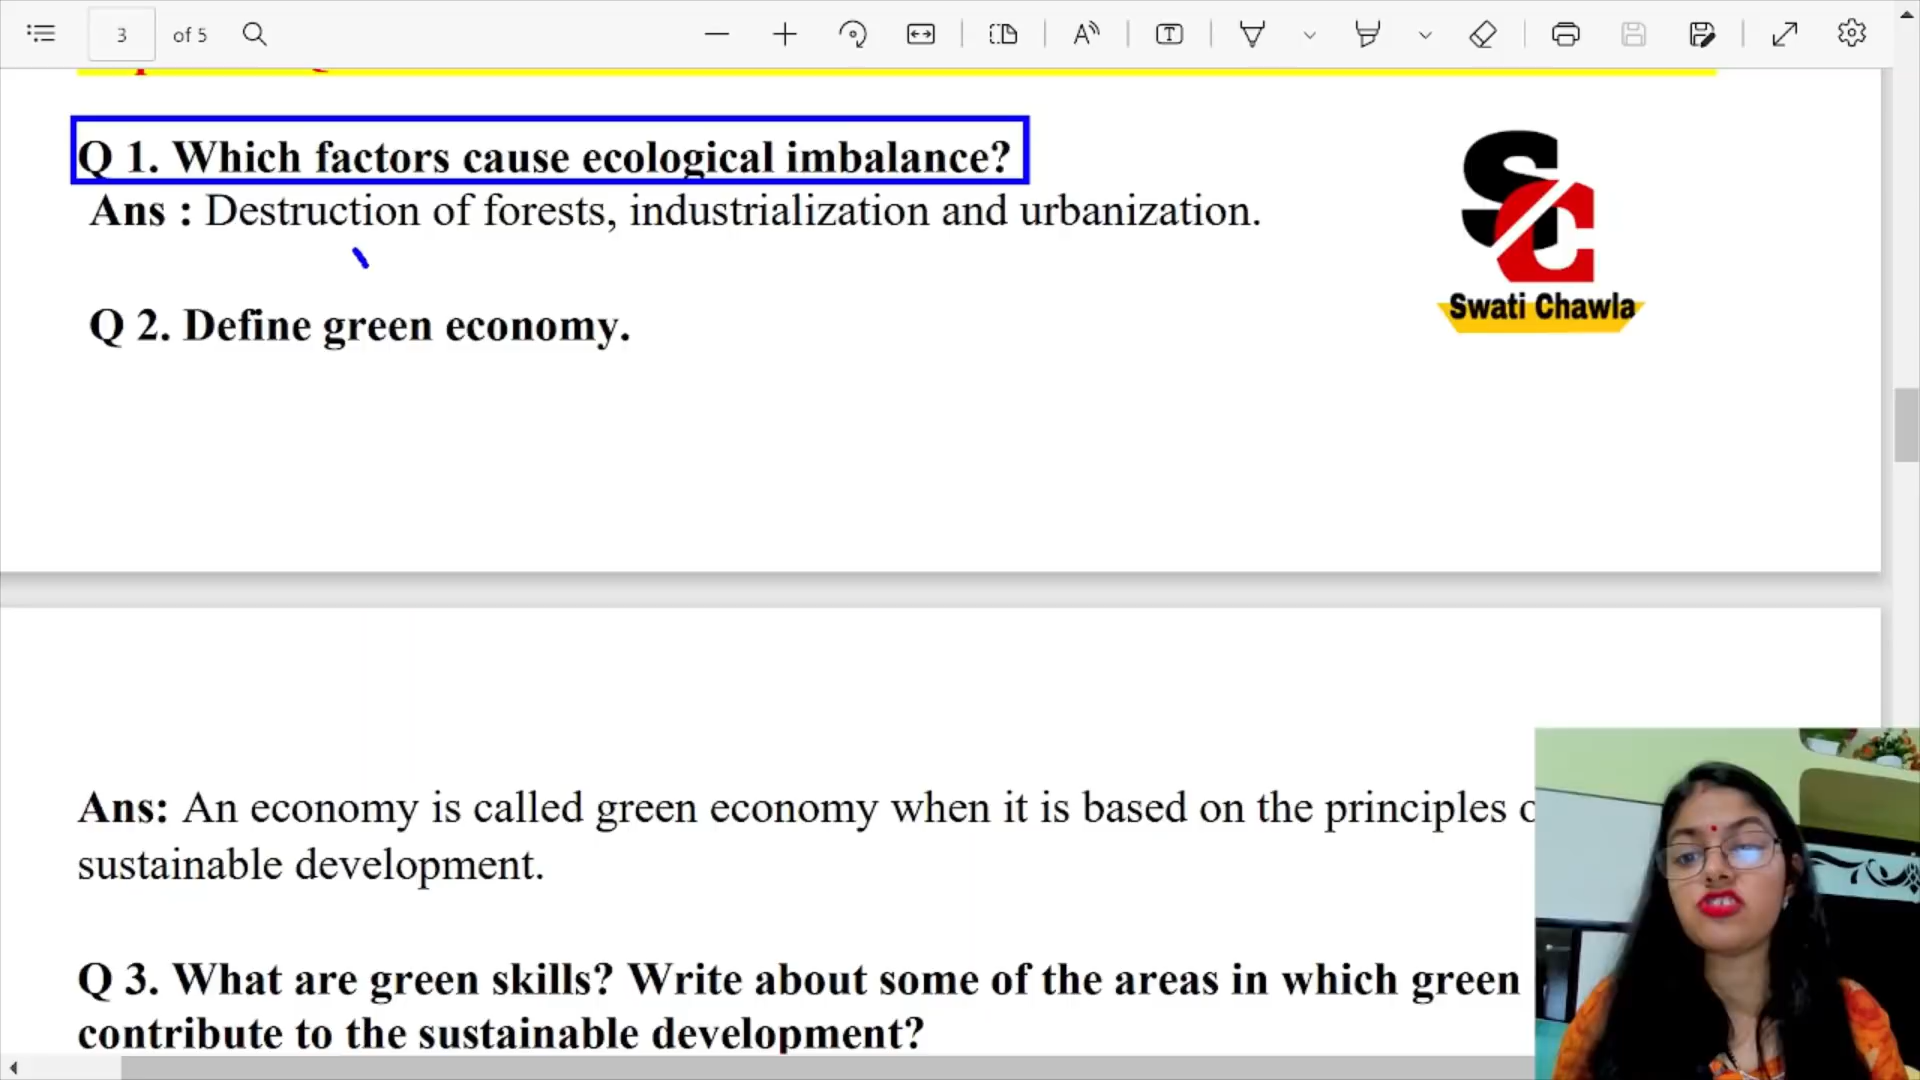 3 of 5
Q 1. Which factors cause ecological imbalance?
Ans : Destruction of forests, industrialization and urbanization.
Q 2. Define green economy.
SC
Swati Chawla
Ans: An economy is called green economy when it is based on the principles
sustainable development.
Q 3. What are green skills? Write about some of the areas in which green
contribute to the sustainable development?